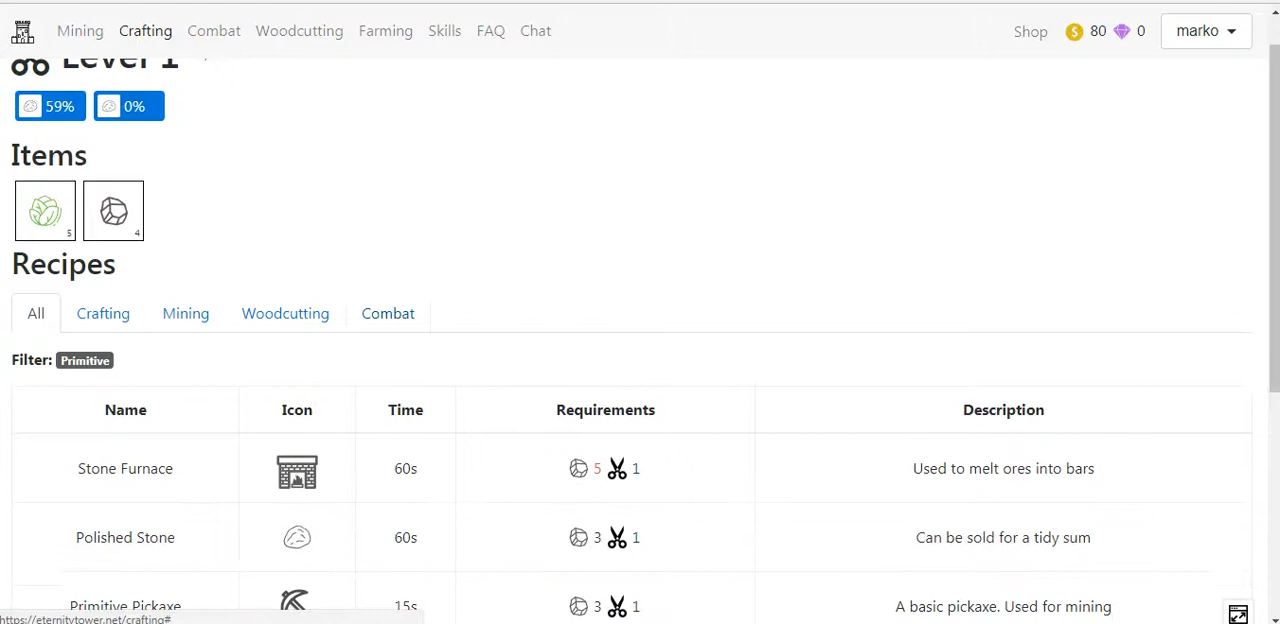 Mining Crafting Combat Woodcutting Farming Skills FAQ Chat Shop 80 0 marko
Level 1
59% 0%
Items
5 4
Recipes
All Crafting Mining Woodcutting Combat
Filter: Primitive
Name Icon Time Requirements Description
Stone Furnace 60s 5 1 Used to melt ores into bars
Polished Stone 60s 3 1 Can be sold for a tidy sum
Primitive Pickaxe 15s 3 1 A basic pickaxe. Used for mining
https://eternitytower.net/crafting#